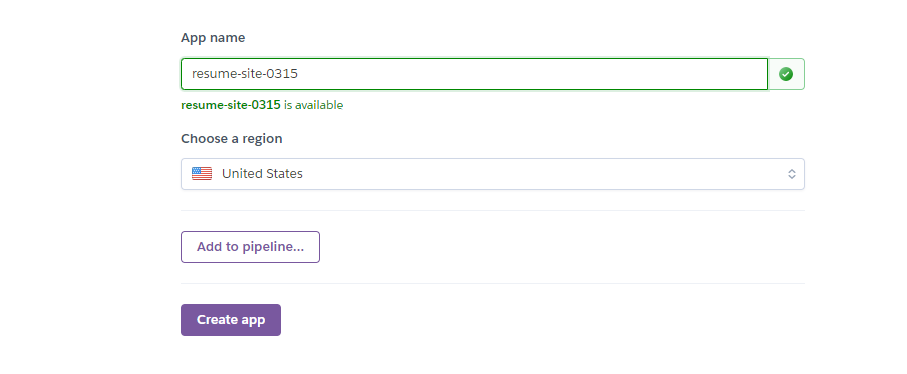 App name
resume-site-0315
resume-site-0315 is available
Choose a region
United States
Add to pipeline...
Create app